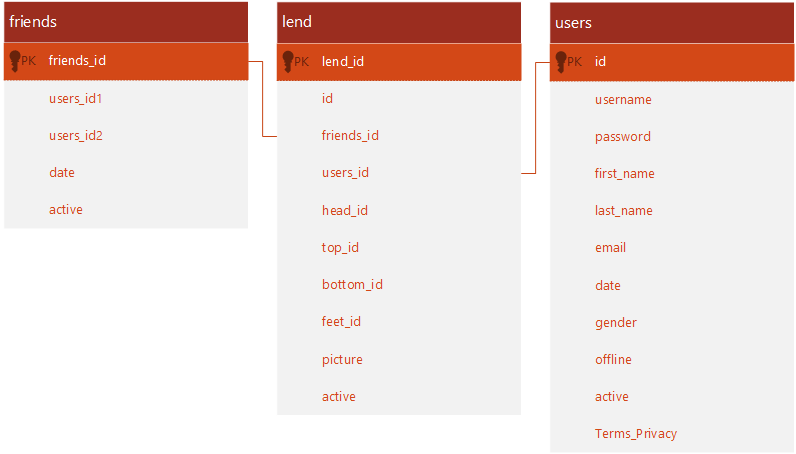 friends
PK friends_id
users_id1
users_id2
date
active
lend
PK lend_id
id
friends_id
users_id
head_id
top_id
bottom_id
feet_id
picture
active
users
PK id
username
password
first_name
last_name
email
date
gender
offline
active
Terms_Privacy